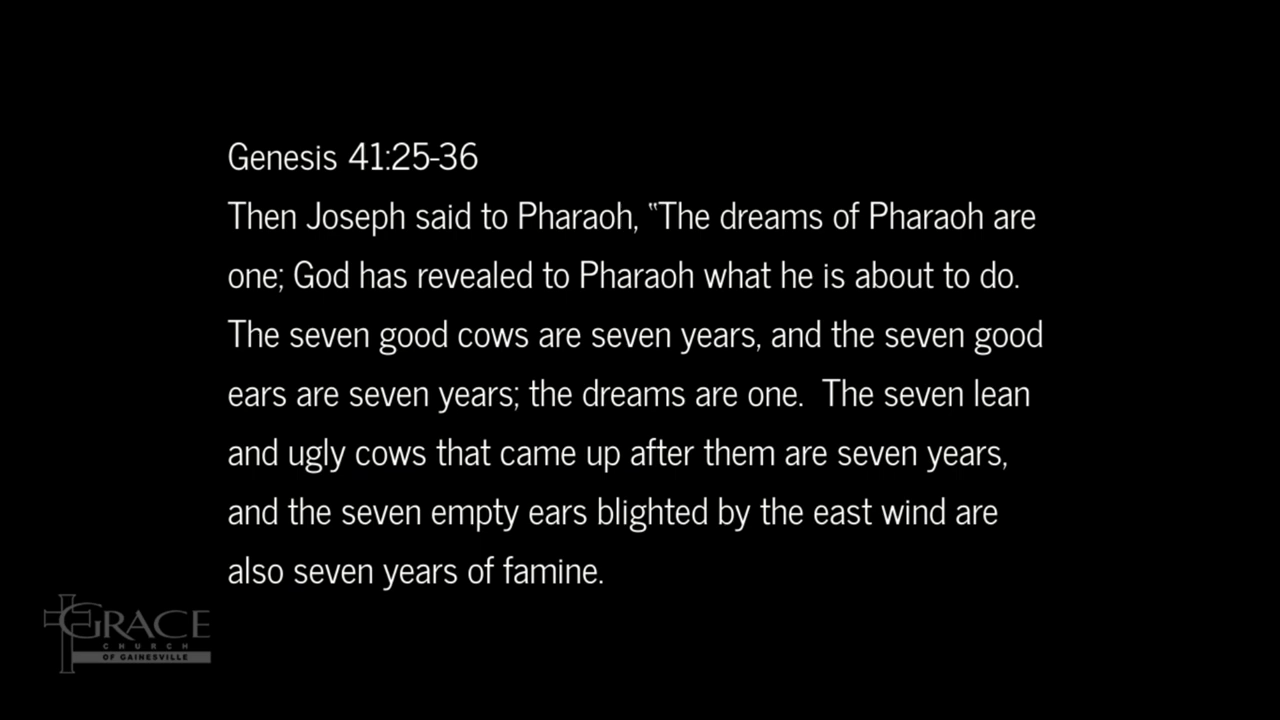 Genesis 41:25-36
Then Joseph said to Pharaoh, “The dreams of Pharaoh are
one; God has revealed to Pharaoh what he is about to do.
The seven good cows are seven years, and the seven good
ears are seven years; the dreams are one.  The seven lean
and ugly cows that came up after them are seven years,
and the seven empty ears blighted by the east wind are
also seven years of famine.
GRACE
CHURCH
OF GAINESVILLE